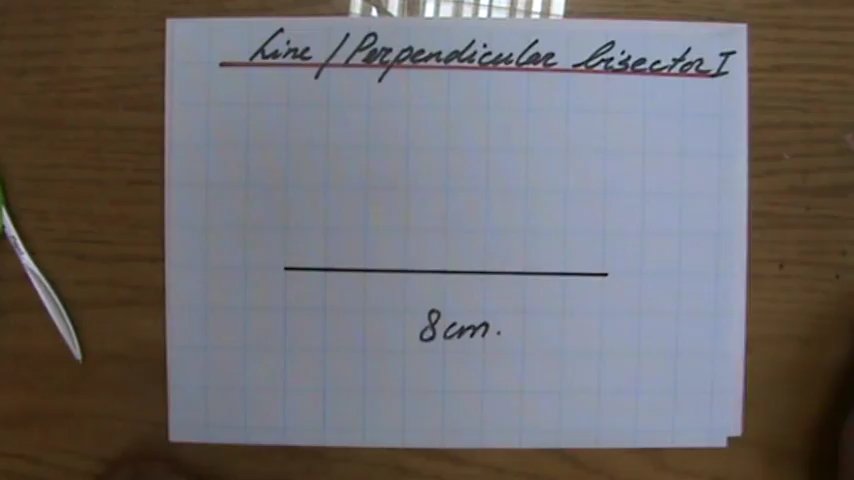 Line / Perpendicular bisector I
8cm.